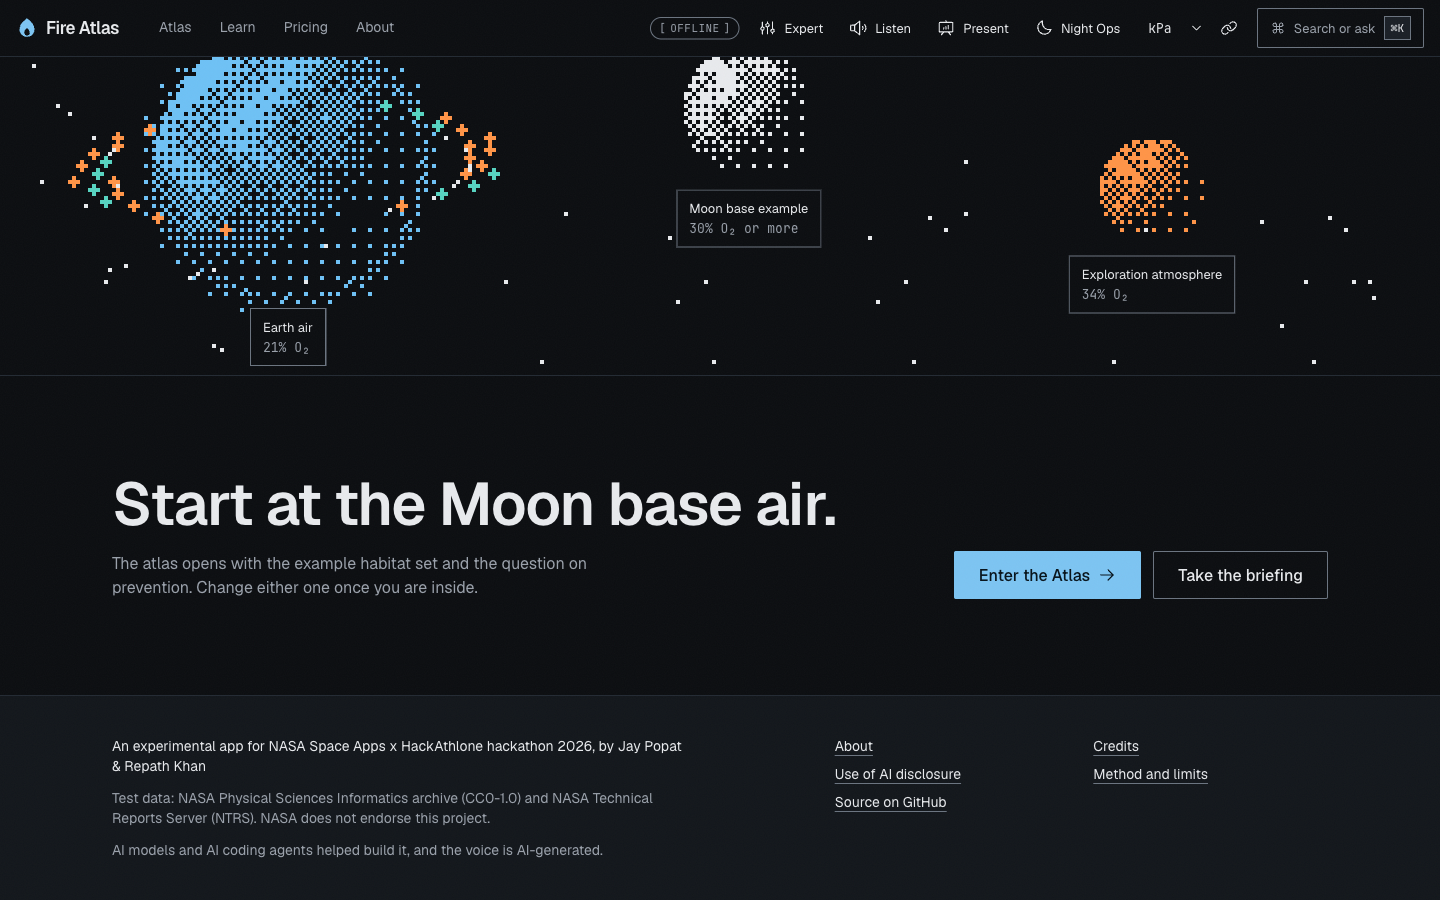 Fire Atlas
Atlas
Learn
Pricing
About
[ OFFLINE ]
Expert
Listen
Present
Night Ops
kPa
⌘ Search or ask ⌘K
Moon base example
30% O₂ or more
Exploration atmosphere
34% O₂
Earth air
21% O₂
Start at the Moon base air.
The atlas opens with the example habitat set and the question on
prevention. Change either one once you are inside.
Enter the Atlas →
Take the briefing
An experimental app for NASA Space Apps x HackAthlone hackathon 2026, by Jay Popat
& Repath Khan
Test data: NASA Physical Sciences Informatics archive (CC0-1.0) and NASA Technical
Reports Server (NTRS). NASA does not endorse this project.
AI models and AI coding agents helped build it, and the voice is AI-generated.
About
Use of AI disclosure
Source on GitHub
Credits
Method and limits